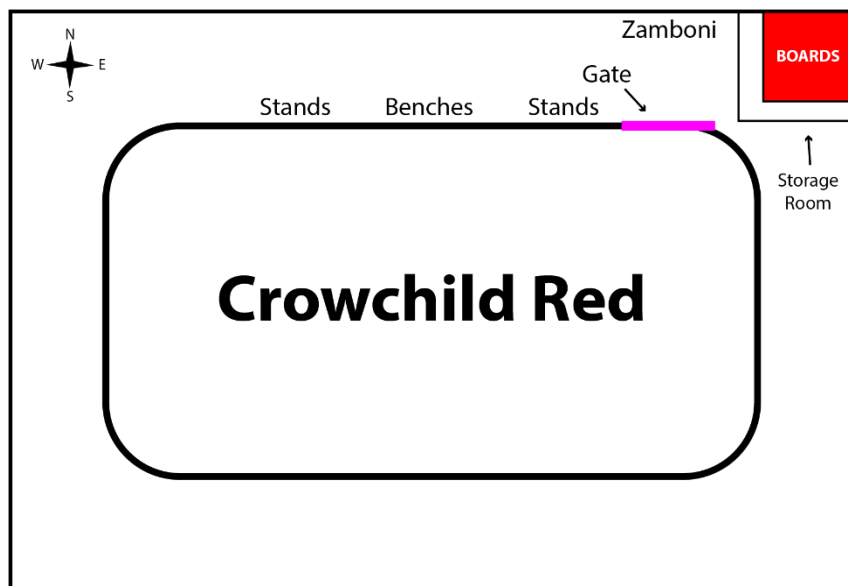 N
W E
S
Zamboni
BOARDS
Gate
Stands Benches Stands
Storage
Room
Crowchild Red